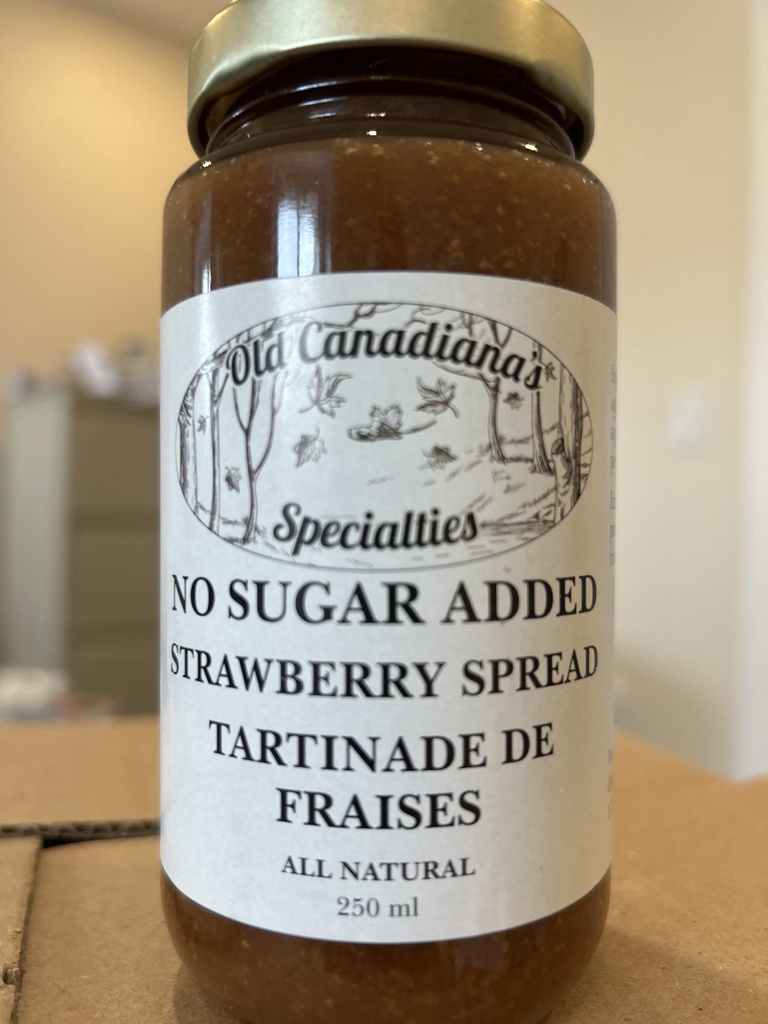 Old Canadiana's
Specialties
NO SUGAR ADDED
STRAWBERRY SPREAD
TARTINADE DE
FRAISES
ALL NATURAL
250 ml